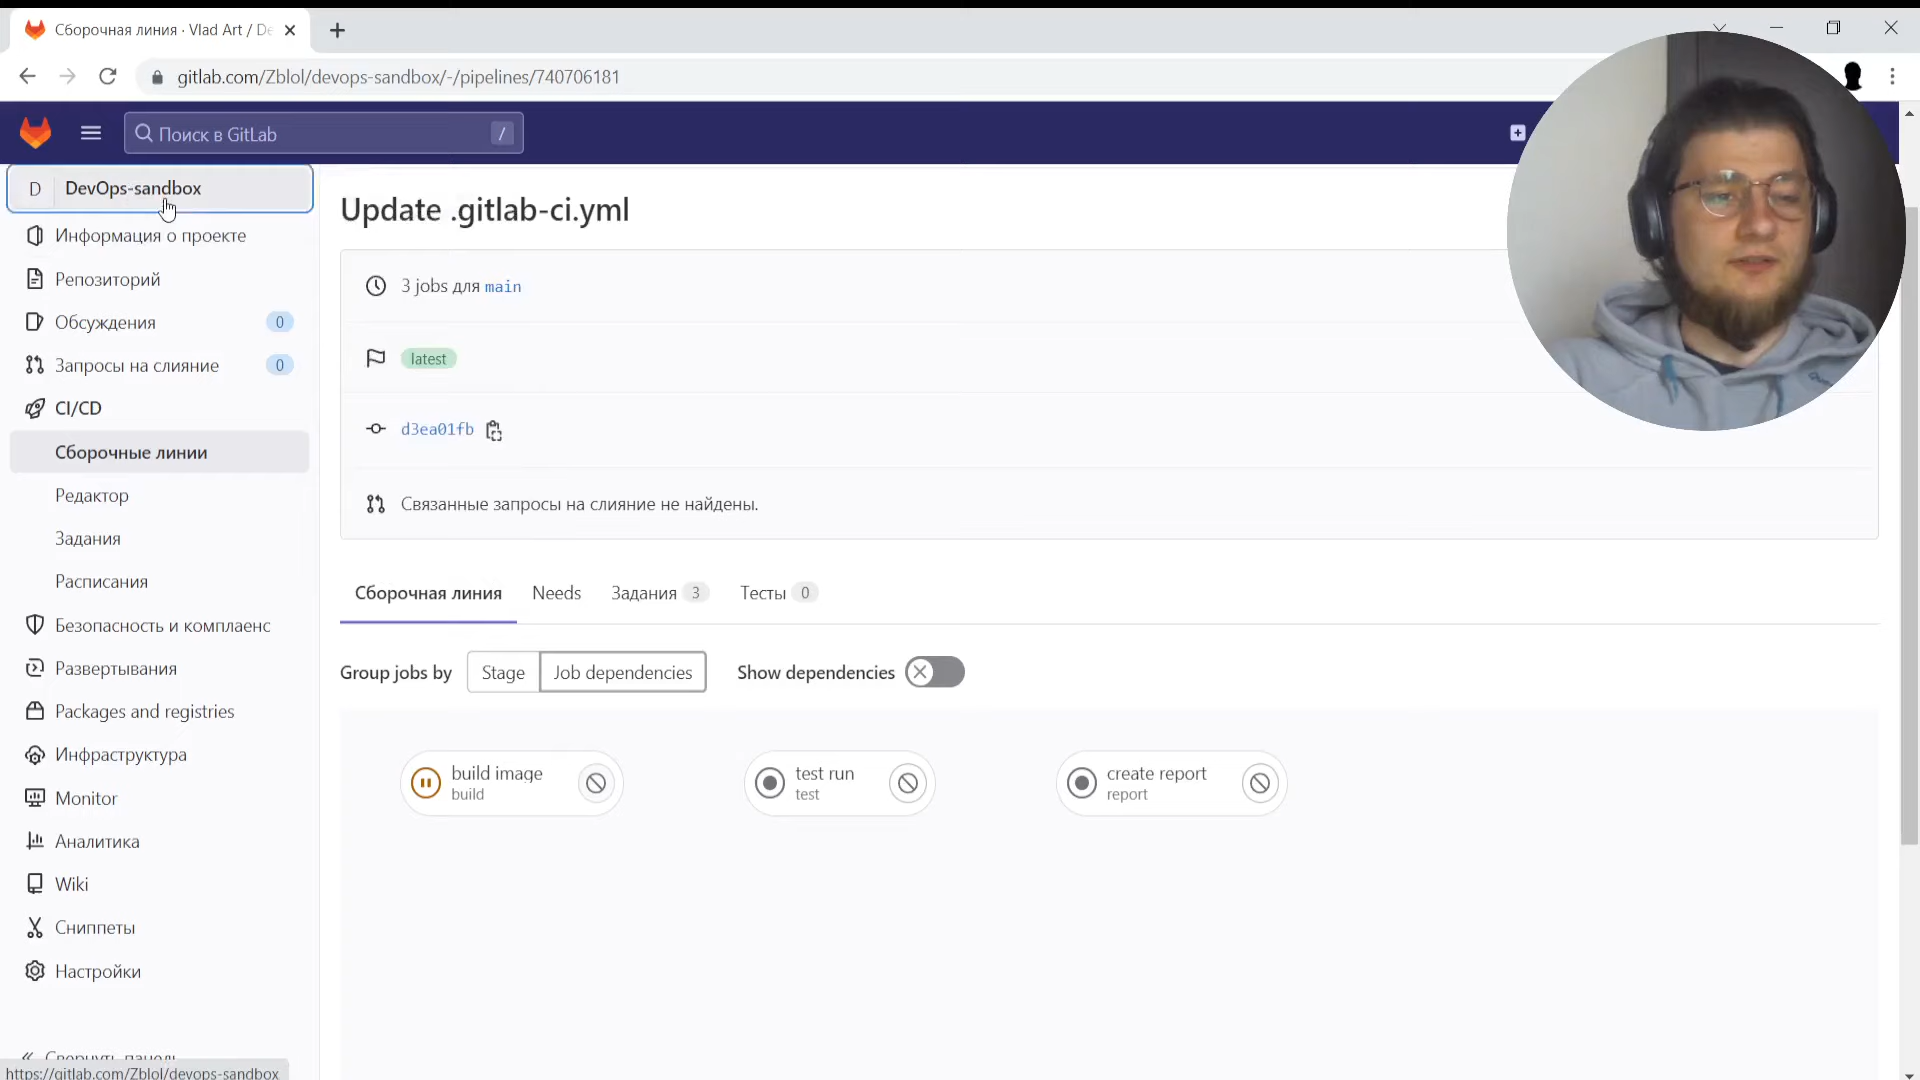 Сборочная линия · Vlad Art / De
gitlab.com/Zblol/devops-sandbox/-/pipelines/740706181
Поиск в GitLab /
D DevOps-sandbox
Информация о проекте
Репозиторий
Обсуждения 0
Запросы на слияние 0
CI/CD
Сборочные линии
Редактор
Задания
Расписания
Безопасность и комплаенс
Развертывания
Packages and registries
Инфраструктура
Monitor
Аналитика
Wiki
Сниппеты
Настройки
Свернуть панель
https://gitlab.com/Zblol/devops-sandbox
Update .gitlab-ci.yml
3 jobs для main
latest
d3ea01fb
Связанные запросы на слияние не найдены.
Сборочная линия Needs Задания 3 Тесты 0
Group jobs by Stage Job dependencies Show dependencies
build image
build
test run
test
create report
report